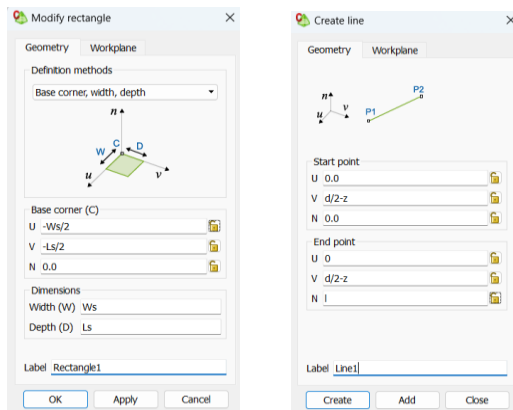 Modify rectangle
Geometry Workplane
Definition methods
Base corner, width, depth
n
C
W D
u v
Base corner (C)
U -Ws/2
V -Ls/2
N 0.0
Dimensions
Width (W) Ws
Depth (D) Ls
Label Rectangle1
OK Apply Cancel
Create line
Geometry Workplane
P2
n
v
u P1
Start point
U 0.0
V d/2-z
N 0.0
End point
U 0
V d/2-z
N l
Label Line1
Create Add Close